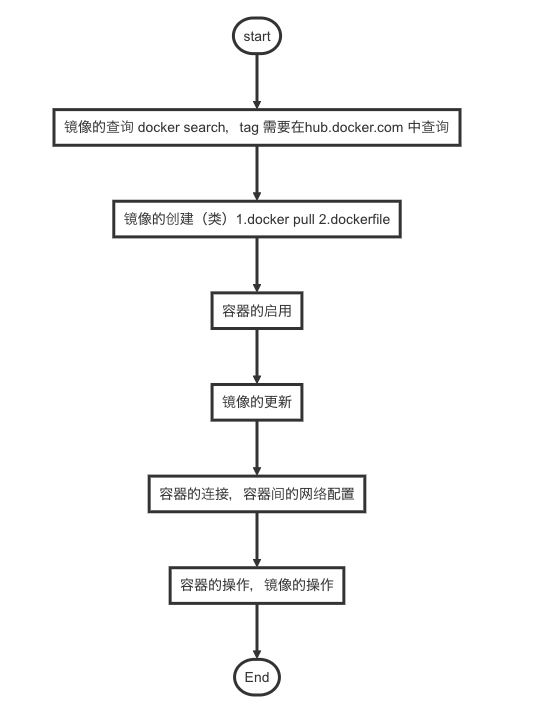 start
镜像的查询 docker search，tag 需要在hub.docker.com 中查询
镜像的创建（类）1.docker pull 2.dockerfile
容器的启用
镜像的更新
容器的连接，容器间的网络配置
容器的操作，镜像的操作
End